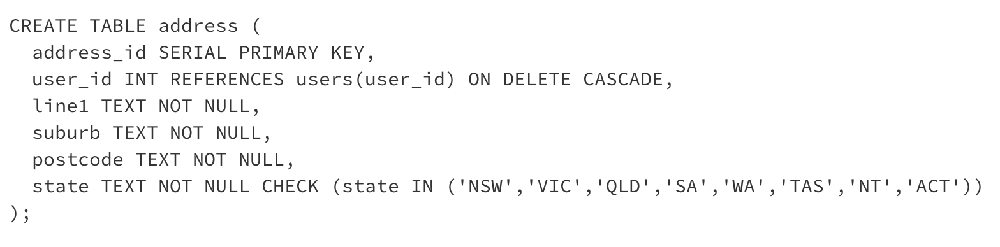 CREATE TABLE address (
  address_id SERIAL PRIMARY KEY,
  user_id INT REFERENCES users(user_id) ON DELETE CASCADE,
  line1 TEXT NOT NULL,
  suburb TEXT NOT NULL,
  postcode TEXT NOT NULL,
  state TEXT NOT NULL CHECK (state IN ('NSW','VIC','QLD','SA','WA','TAS','NT','ACT'))
);